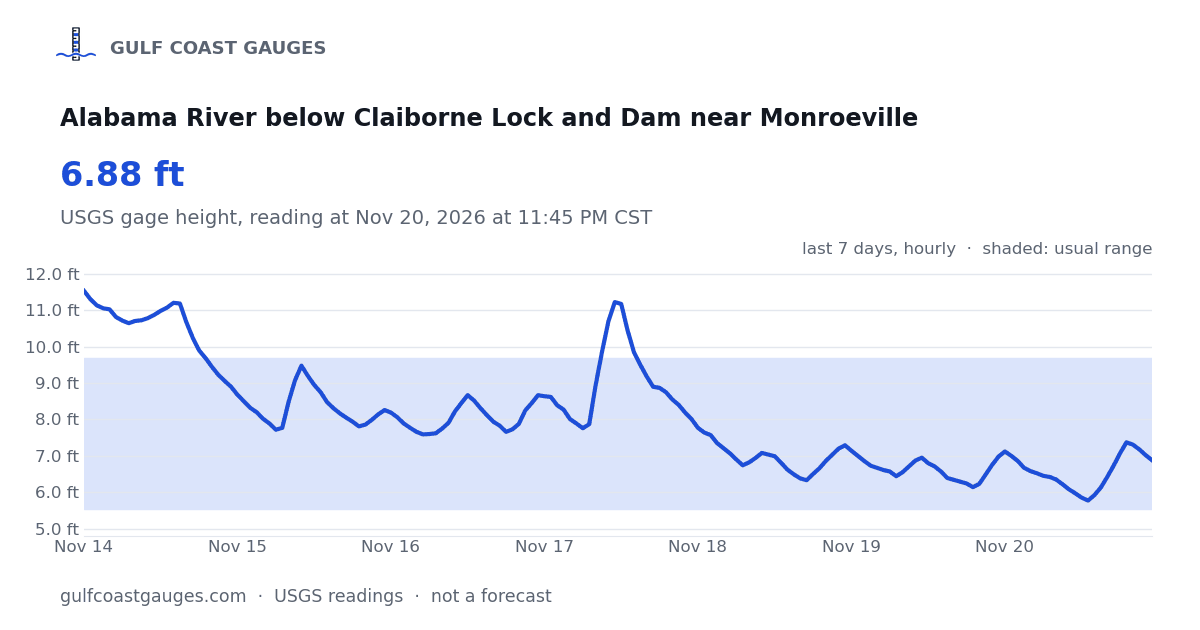 GULF COAST GAUGES
Alabama River below Claiborne Lock and Dam near Monroeville
6.88 ft
USGS gage height, reading at Nov 20, 2026 at 11:45 PM CST
last 7 days, hourly · shaded: usual range
12.0 ft
11.0 ft
10.0 ft
9.0 ft
8.0 ft
7.0 ft
6.0 ft
5.0 ft
Nov 14 Nov 15 Nov 16 Nov 17 Nov 18 Nov 19 Nov 20
gulfcoastgauges.com · USGS readings · not a forecast